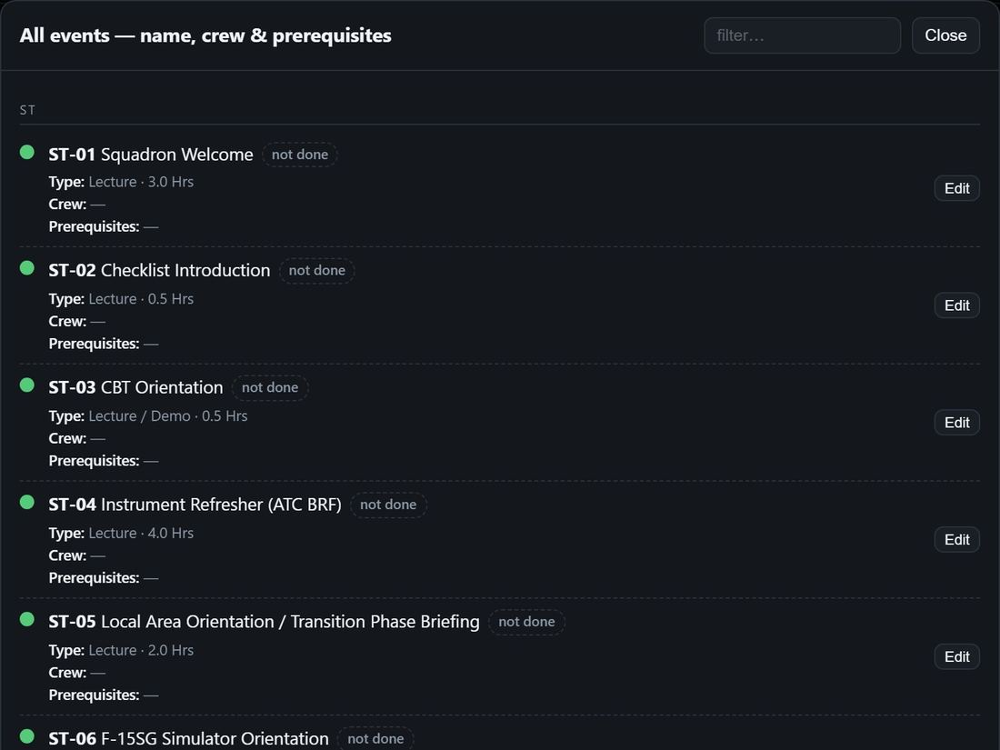 All events — name, crew & prerequisites
filter…
Close
ST
ST-01 Squadron Welcome not done
Type: Lecture · 3.0 Hrs
Crew: —
Prerequisites: —
Edit
ST-02 Checklist Introduction not done
Type: Lecture · 0.5 Hrs
Crew: —
Prerequisites: —
Edit
ST-03 CBT Orientation not done
Type: Lecture / Demo · 0.5 Hrs
Crew: —
Prerequisites: —
Edit
ST-04 Instrument Refresher (ATC BRF) not done
Type: Lecture · 4.0 Hrs
Crew: —
Prerequisites: —
Edit
ST-05 Local Area Orientation / Transition Phase Briefing not done
Type: Lecture · 2.0 Hrs
Crew: —
Prerequisites: —
Edit
ST-06 F-15SG Simulator Orientation not done